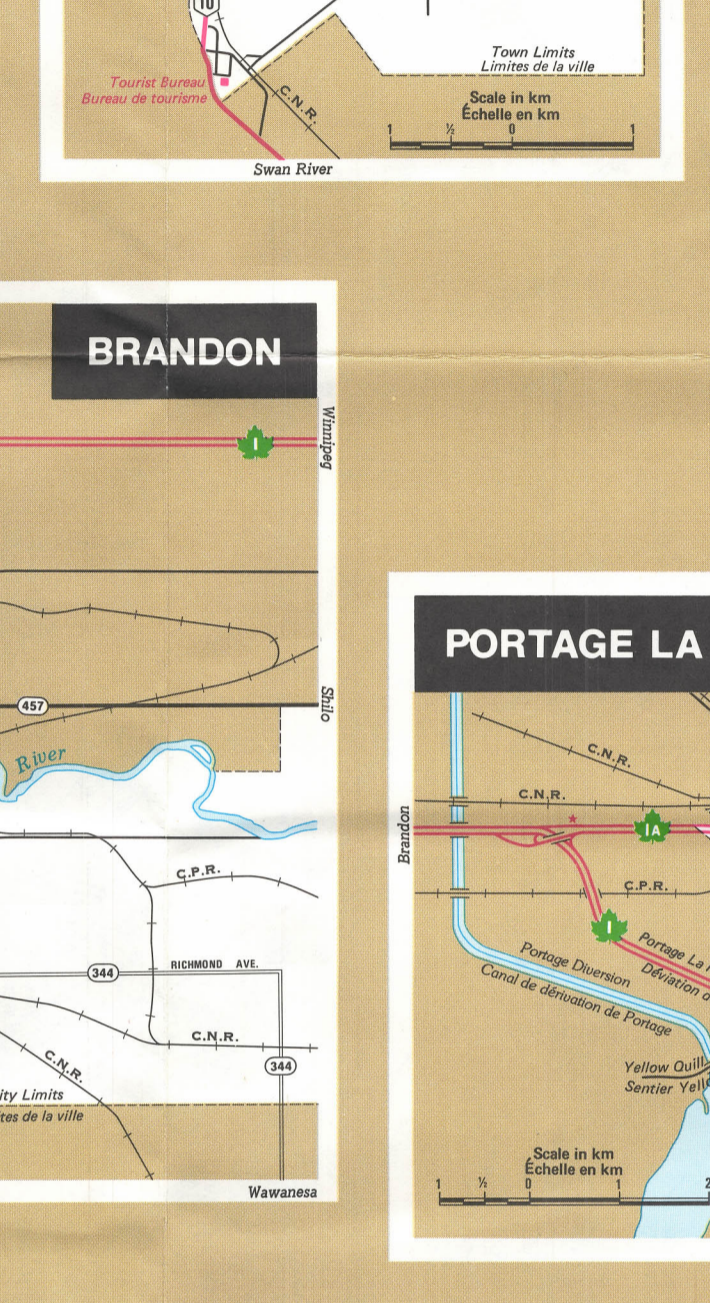 10
Town Limits
Limites de la ville
Tourist Bureau
Bureau de tourisme
C.N.R.
Scale in km
Échelle en km
1 ½ 0 1
Swan River
BRANDON
Winnipeg
1
457
Shilo
River
C.P.R.
344
RICHMOND AVE.
C.N.R.
C.N.R.
344
ity Limits
tes de la ville
Wawanesa
PORTAGE LA
C.N.R.
C.N.R.
Brandon
1A
C.P.R.
1
Portage La
Déviation d
Portage Diversion
Canal de dérivation de Portage
Yellow Quill
Sentier Yell
Scale in km
Échelle en km
1 ½ 0 1 2